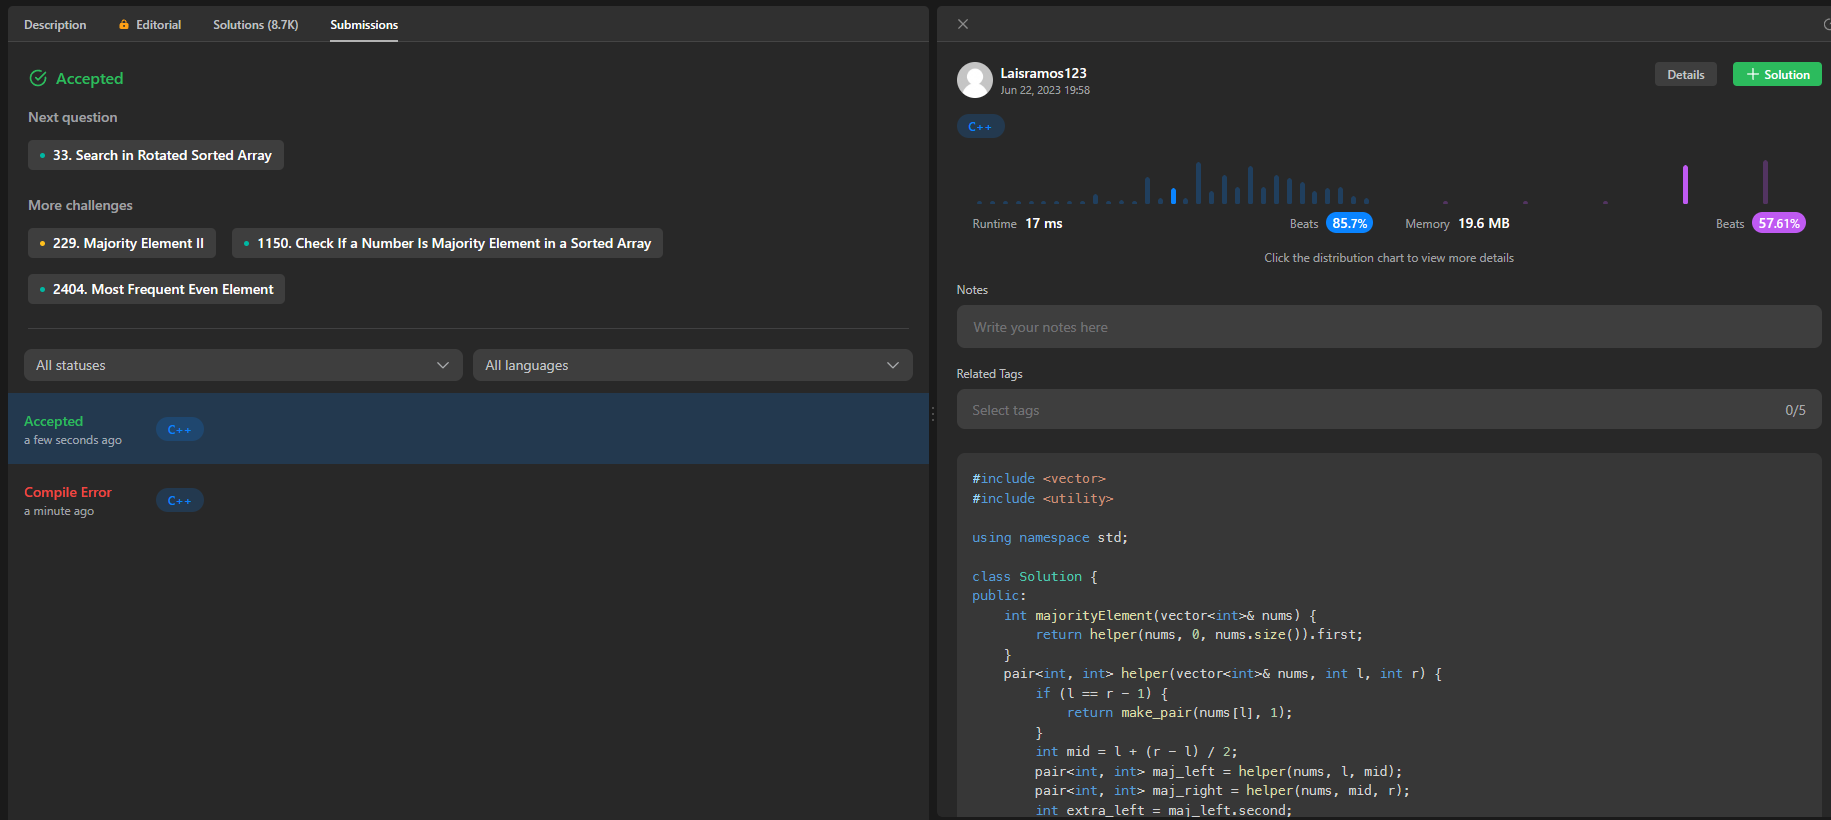 Description
Editorial
Solutions (8.7K)
Submissions
Accepted
Next question
33. Search in Rotated Sorted Array
More challenges
229. Majority Element II
1150. Check If a Number Is Majority Element in a Sorted Array
2404. Most Frequent Even Element
All statuses
All languages
Accepted
a few seconds ago
C++
Compile Error
a minute ago
C++
Laisramos123
Jun 22, 2023 19:58
Details
+ Solution
C++
Runtime 17 ms
Beats 85.7%
Memory 19.6 MB
Beats 57.61%
Click the distribution chart to view more details
Notes
Write your notes here
Related Tags
Select tags
0/5
#include <vector>
#include <utility>
using namespace std;
class Solution {
public:
    int majorityElement(vector<int>& nums) {
        return helper(nums, 0, nums.size()).first;
    }
    pair<int, int> helper(vector<int>& nums, int l, int r) {
        if (l == r - 1) {
            return make_pair(nums[l], 1);
        }
        int mid = l + (r - l) / 2;
        pair<int, int> maj_left = helper(nums, l, mid);
        pair<int, int> maj_right = helper(nums, mid, r);
        int extra_left = maj_left.second;